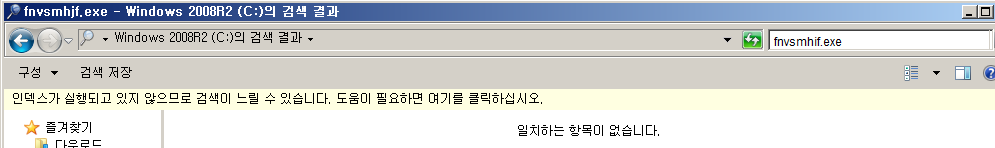 fnvsmhjf.exe - Windows 2008R2 (C:)의 검색 결과
Windows 2008R2 (C:)의 검색 결과
fnvsmhjf.exe
구성 검색 저장
인덱스가 실행되고 있지 않으므로 검색이 느릴 수 있습니다. 도움이 필요하면 여기를 클릭하십시오.
즐겨찾기
일치하는 항목이 없습니다.
다운로드